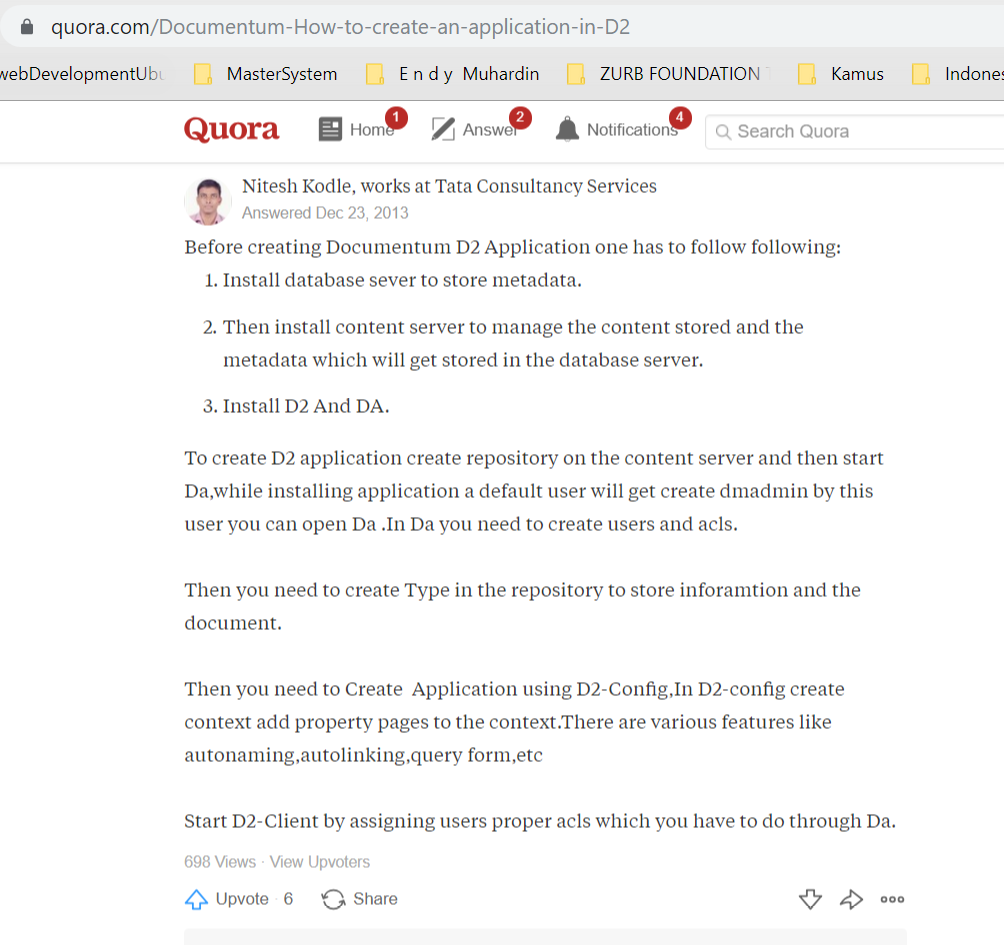 quora.com/Documentum-How-to-create-an-application-in-D2
webDevelopmentUbu MasterSystem E n d y Muhardin ZURB FOUNDATION Kamus Indones
Quora Home 1 Answer 2 Notifications 4 Search Quora
Nitesh Kodle, works at Tata Consultancy Services
Answered Dec 23, 2013
Before creating Documentum D2 Application one has to follow following:
1. Install database sever to store metadata.
2. Then install content server to manage the content stored and the
metadata which will get stored in the database server.
3. Install D2 And DA.
To create D2 application create repository on the content server and then start
Da,while installing application a default user will get create dmadmin by this
user you can open Da .In Da you need to create users and acls.
Then you need to create Type in the repository to store inforamtion and the
document.
Then you need to Create  Application using D2-Config,In D2-config create
context add property pages to the context.There are various features like
autonaming,autolinking,query form,etc
Start D2-Client by assigning users proper acls which you have to do through Da.
698 Views · View Upvoters
Upvote · 6 Share